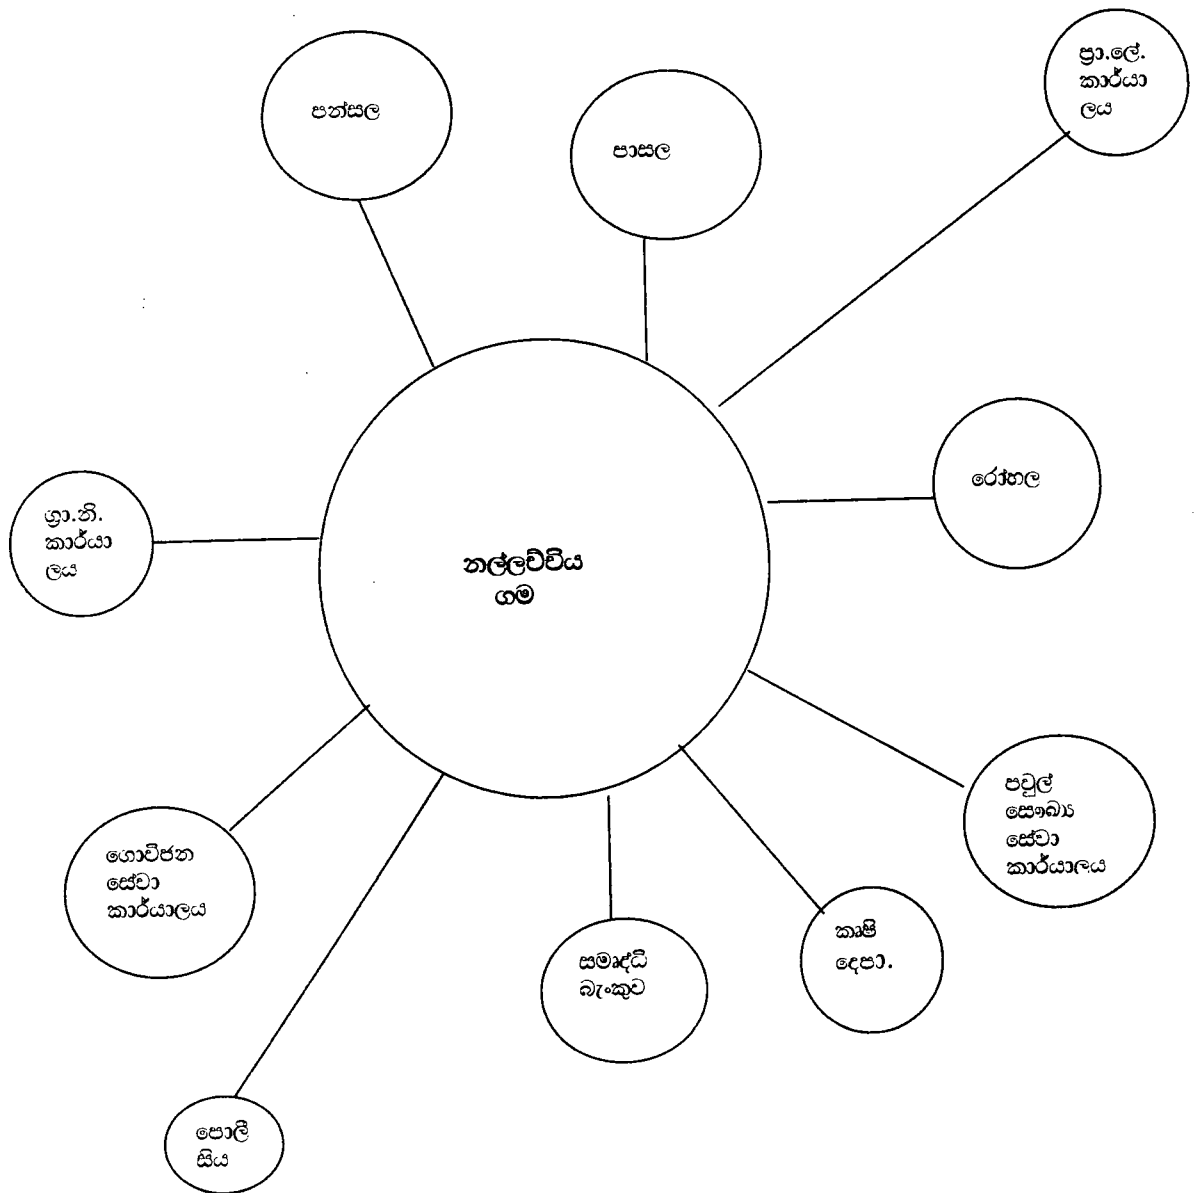 ප්‍රා.ලේ.
කාර්යා
ලය
පන්සල
පාසල
රෝහල
ග්‍රා.නි.
කාර්යා
ලය
නල්ලච්චිය
ගම
පවුල්
සෞඛ්‍ය
සේවා
කාර්යාලය
ගොවිජන
සේවා
කාර්යාලය
කෘෂි
දෙපා.
සමෘද්ධි
බැංකුව
පොලී
සිය